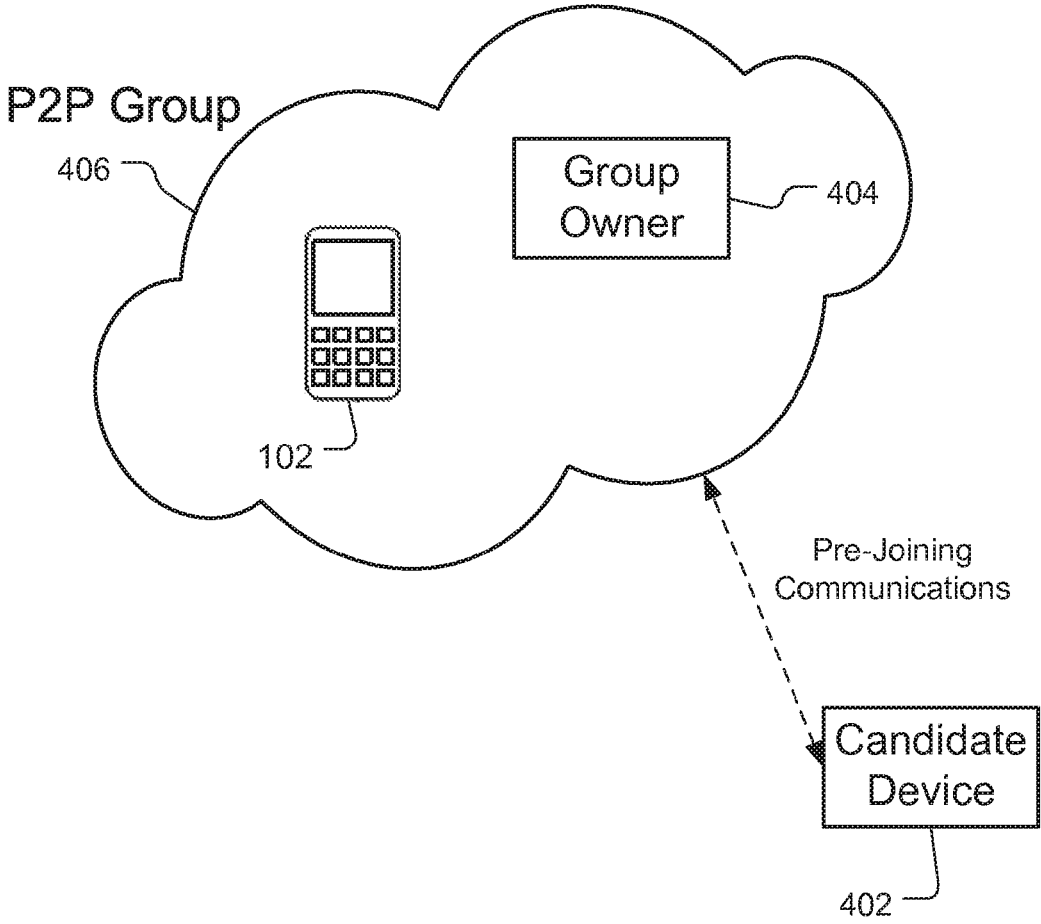 P2P Group
406
Group
Owner
404
102
Pre-Joining
Communications
Candidate
Device
402